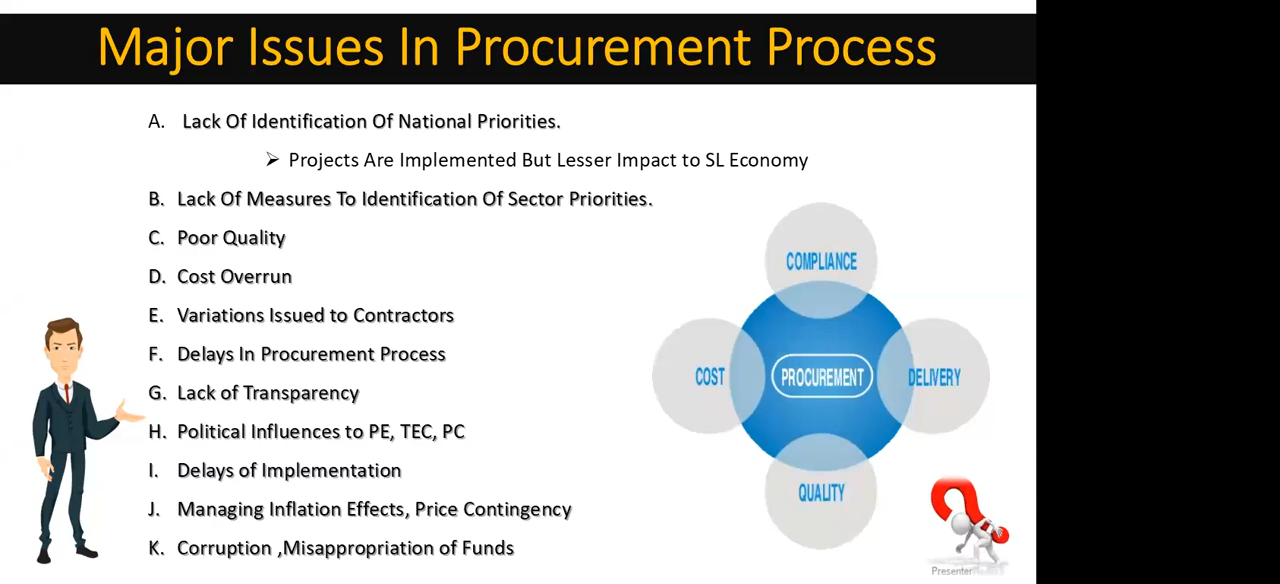 Major Issues In Procurement Process
A. Lack Of Identification Of National Priorities.
➢ Projects Are Implemented But Lesser Impact to SL Economy
B. Lack Of Measures To Identification Of Sector Priorities.
C. Poor Quality
D. Cost Overrun
E. Variations Issued to Contractors
F. Delays In Procurement Process
G. Lack of Transparency
H. Political Influences to PE, TEC, PC
I. Delays of Implementation
J. Managing Inflation Effects, Price Contingency
K. Corruption ,Misappropriation of Funds
COMPLIANCE
COST
PROCUREMENT
DELIVERY
QUALITY
Presenter